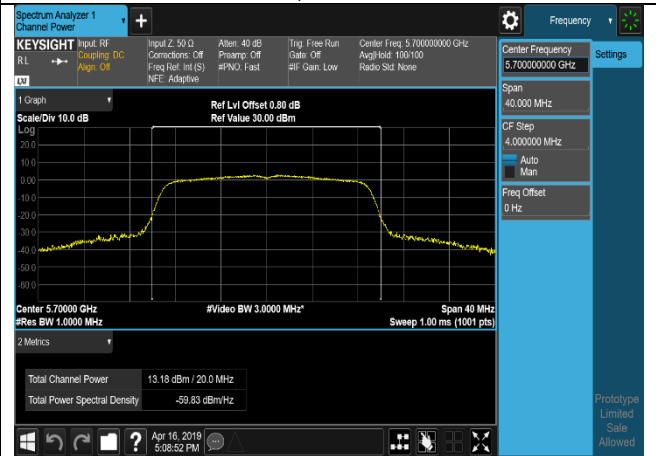 Spectrum Analyzer 1
Channel Power
+
Frequency
KEYSIGHT
RL
LXI
Input: RF
Coupling: DC
Align: Off
Input Z: 50 Ω
Corrections: Off
Freq Ref: Int (S)
NFE: Adaptive
Atten: 40 dB
Preamp: Off
#PNO: Fast
Trig: Free Run
Gate: Off
#IF Gain: Low
Center Freq: 5.700000000 GHz
Avg|Hold: 100/100
Radio Std: None
Center Frequency
5.700000000 GHz
Settings
Span
40.000 MHz
CF Step
4.000000 MHz
Auto
Man
Freq Offset
0 Hz
1 Graph
Scale/Div 10.0 dB
Ref Lvl Offset 0.80 dB
Ref Value 30.00 dBm
Log
20.0
10.0
0.00
-10.0
-20.0
-30.0
-40.0
-50.0
-60.0
Center 5.70000 GHz
#Res BW 1.0000 MHz
#Video BW 3.0000 MHz*
Span 40 MHz
Sweep 1.00 ms (1001 pts)
2 Metrics
Total Channel Power 13.18 dBm / 20.0 MHz
Total Power Spectral Density -59.83 dBm/Hz
?
Apr 16, 2019
5:08:52 PM
Prototype
Limited
Sale
Allowed